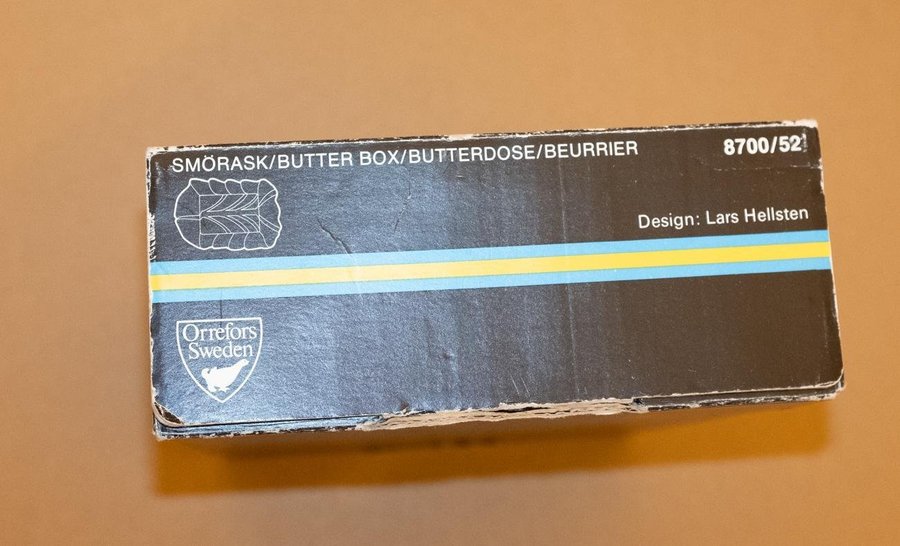 SMÖRASK/BUTTER BOX/BUTTERDOSE/BEURRIER
8700/52
Design: Lars Hellsten
Orrefors
Sweden